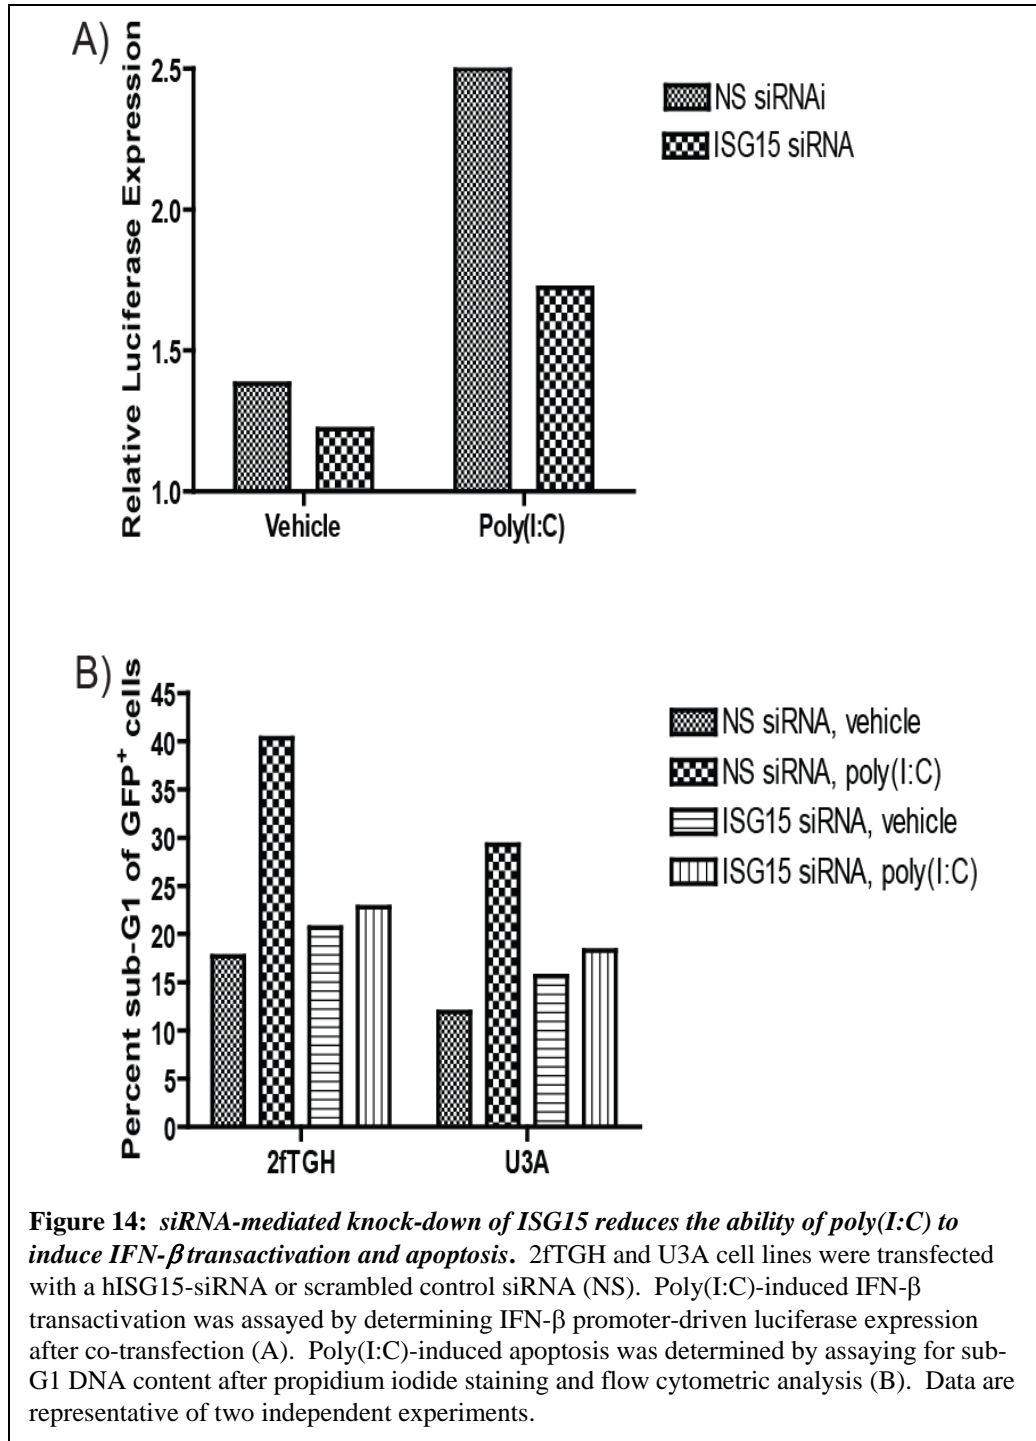 A)
Relative Luciferase Expression
2.5
2.0
1.5
1.0
Vehicle
Poly(I:C)
NS siRNAi
ISG15 siRNA
B)
Percent sub-G1 of GFP+ cells
45
40
35
30
25
20
15
10
5
0
2fTGH
U3A
NS siRNA, vehicle
NS siRNA, poly(I:C)
ISG15 siRNA, vehicle
ISG15 siRNA, poly(I:C)
Figure 14: siRNA-mediated knock-down of ISG15 reduces the ability of poly(I:C) to
induce IFN-β transactivation and apoptosis. 2fTGH and U3A cell lines were transfected
with a hISG15-siRNA or scrambled control siRNA (NS). Poly(I:C)-induced IFN-β
transactivation was assayed by determining IFN-β promoter-driven luciferase expression
after co-transfection (A). Poly(I:C)-induced apoptosis was determined by assaying for sub-
G1 DNA content after propidium iodide staining and flow cytometric analysis (B). Data are
representative of two independent experiments.